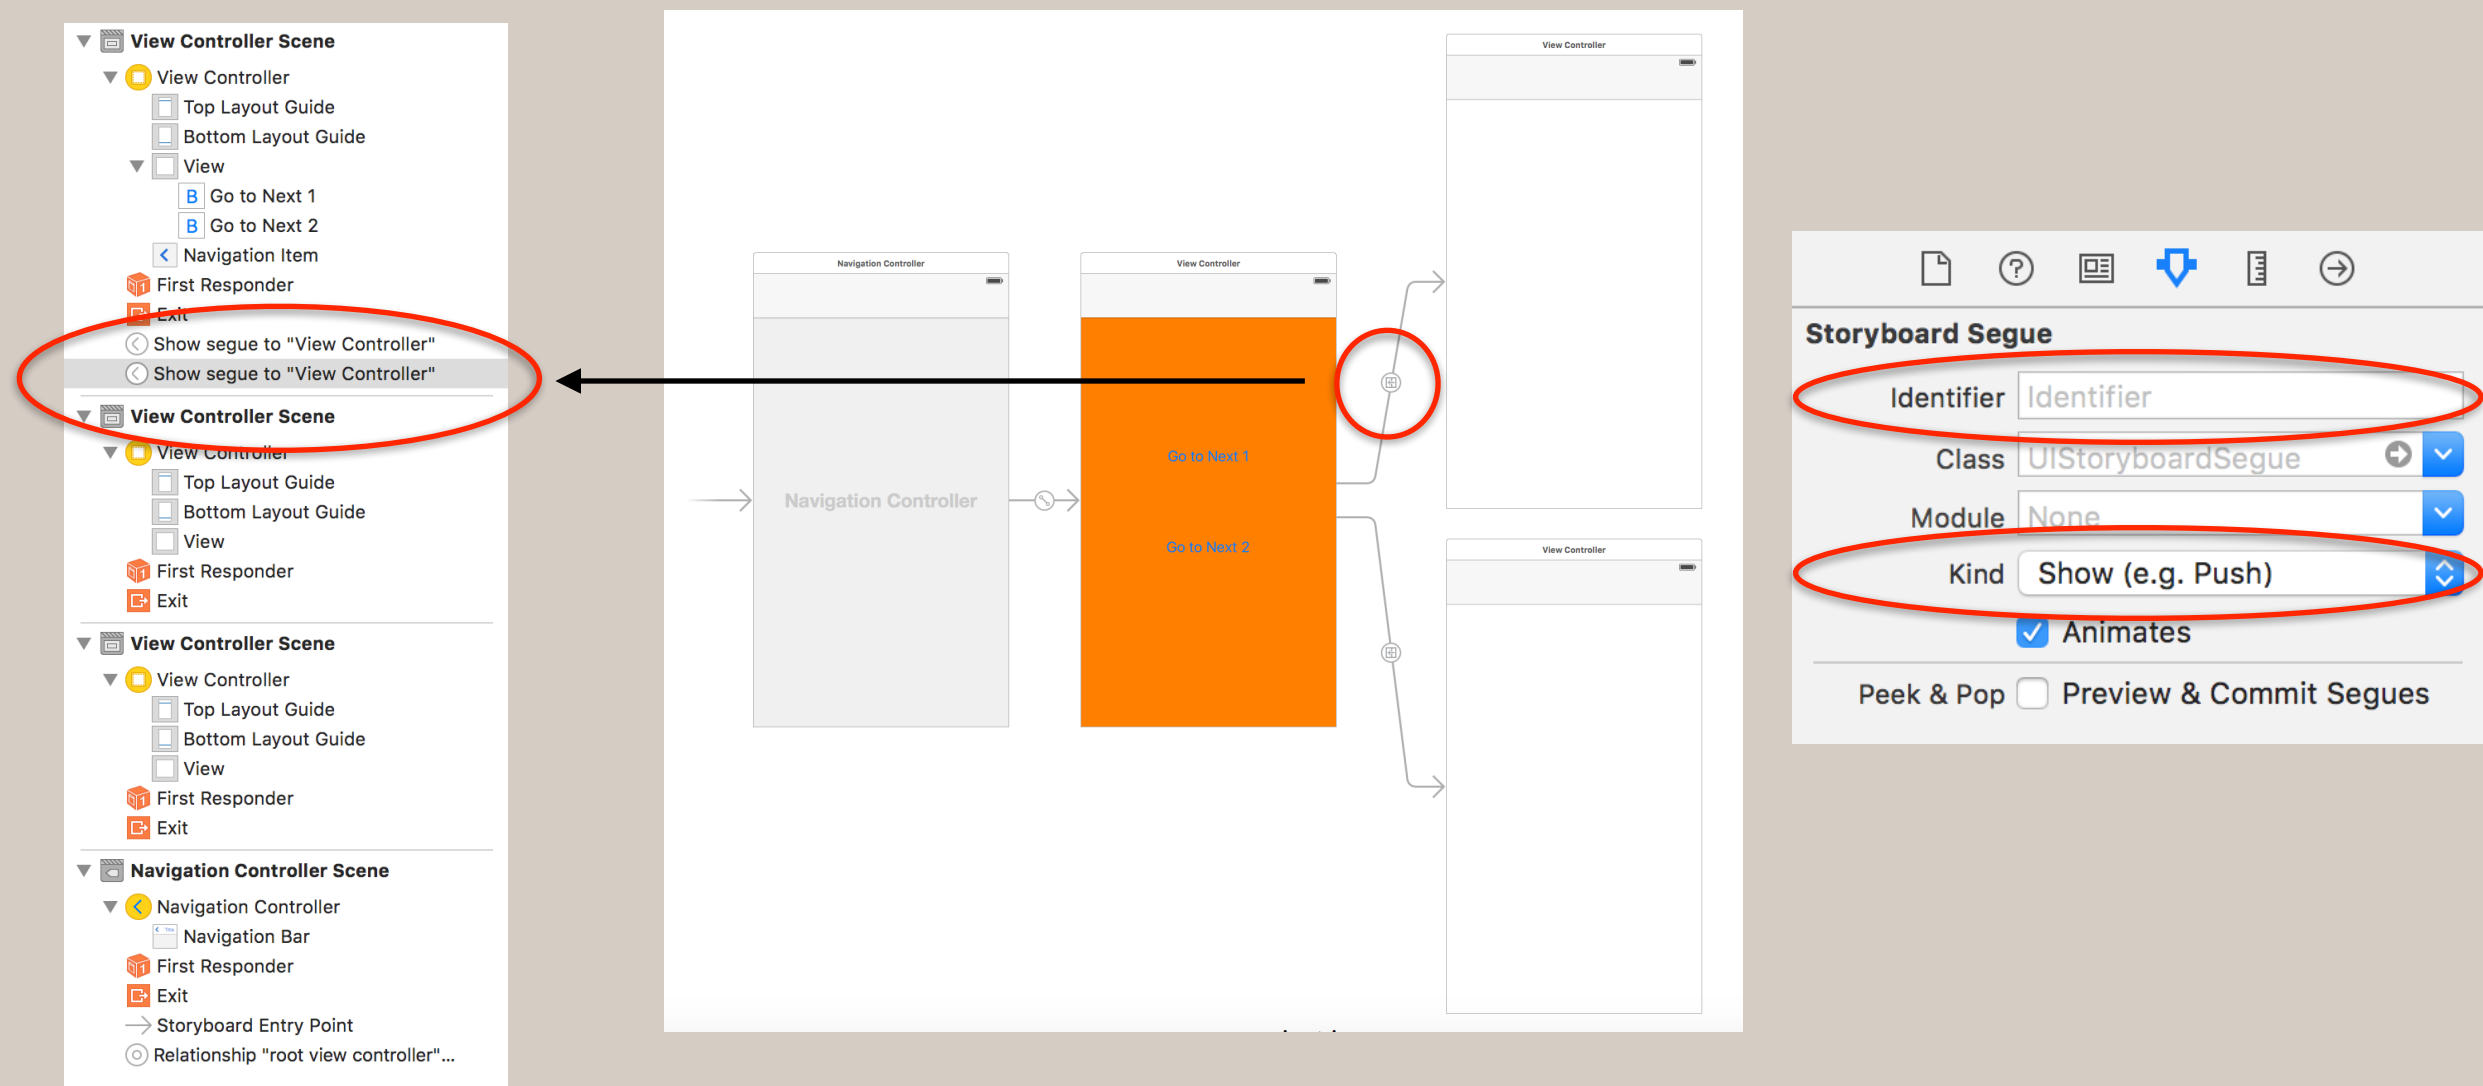 View Controller Scene
View Controller
Top Layout Guide
Bottom Layout Guide
View
B Go to Next 1
B Go to Next 2
Navigation Item
First Responder
Exit
Show segue to "View Controller"
Show segue to "View Controller"
View Controller Scene
View Controller
Top Layout Guide
Bottom Layout Guide
View
First Responder
Exit
View Controller Scene
View Controller
Top Layout Guide
Bottom Layout Guide
View
First Responder
Exit
Navigation Controller Scene
Navigation Controller
Navigation Bar
First Responder
Exit
Storyboard Entry Point
Relationship "root view controller"...
Navigation Controller
Navigation Controller
View Controller
Go to Next 1
Go to Next 2
View Controller
View Controller
Storyboard Segue
Identifier Identifier
Class UIStoryboardSegue
Module None
Kind Show (e.g. Push)
Animates
Peek & Pop Preview & Commit Segues